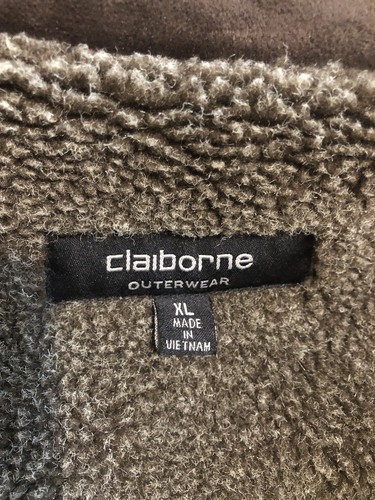 claiborne
OUTERWEAR
XL
MADE
IN
VIETNAM